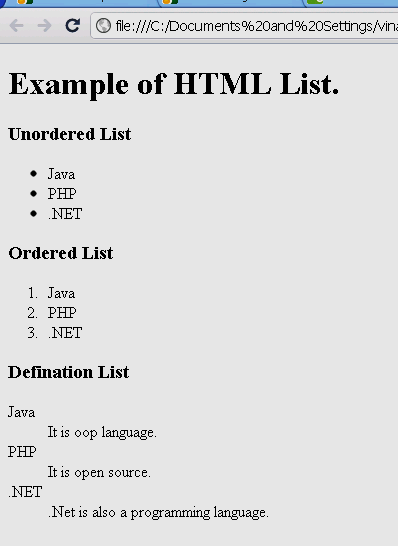 file:///C:/Documents%20and%20Settings/vina
Example of HTML List.
Unordered List
• Java
• PHP
• .NET
Ordered List
1. Java
2. PHP
3. .NET
Defination List
Java
It is oop language.
PHP
It is open source.
.NET
.Net is also a programming language.